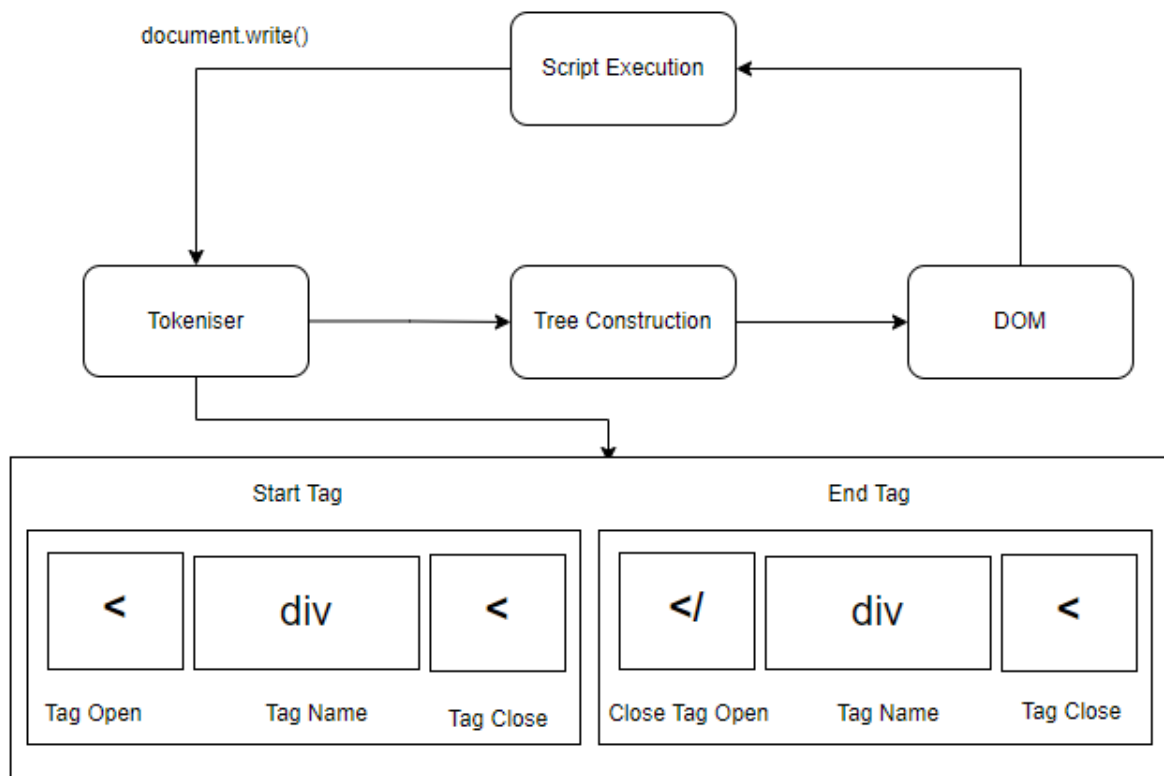 document.write()
Script Execution
Tokeniser
Tree Construction
DOM
Start Tag
End Tag
<
div
<
</
div
<
Tag Open
Tag Name
Tag Close
Close Tag Open
Tag Name
Tag Close